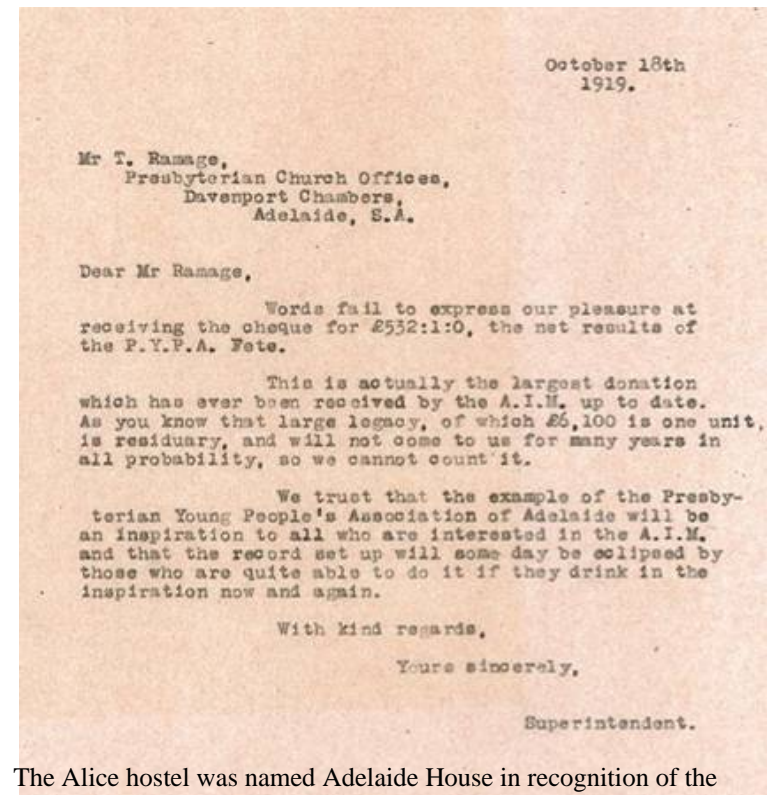 October 18th
1919.
Mr T. Ramage,
Presbyterian Church Offices,
Davenport Chambers,
Adelaide, S.A.
Dear Mr Ramage,
Words fail to express our pleasure at
receiving the cheque for £532:1:0, the net results of
the P.Y.P.A. Fete.
This is actually the largest donation
which has ever been received by the A.I.M. up to date.
As you know that large legacy, of which £6,100 is one unit,
is residuary, and will not come to us for many years in
all probability, so we cannot count it.
We trust that the example of the Presby-
terian Young People's Association of Adelaide will be
an inspiration to all who are interested in the A.I.M.
and that the record set up will some day be eclipsed by
those who are quite able to do it if they drink in the
inspiration now and again.
With kind regards,
Yours sincerely,
Superintendent.
The Alice hostel was named Adelaide House in recognition of the